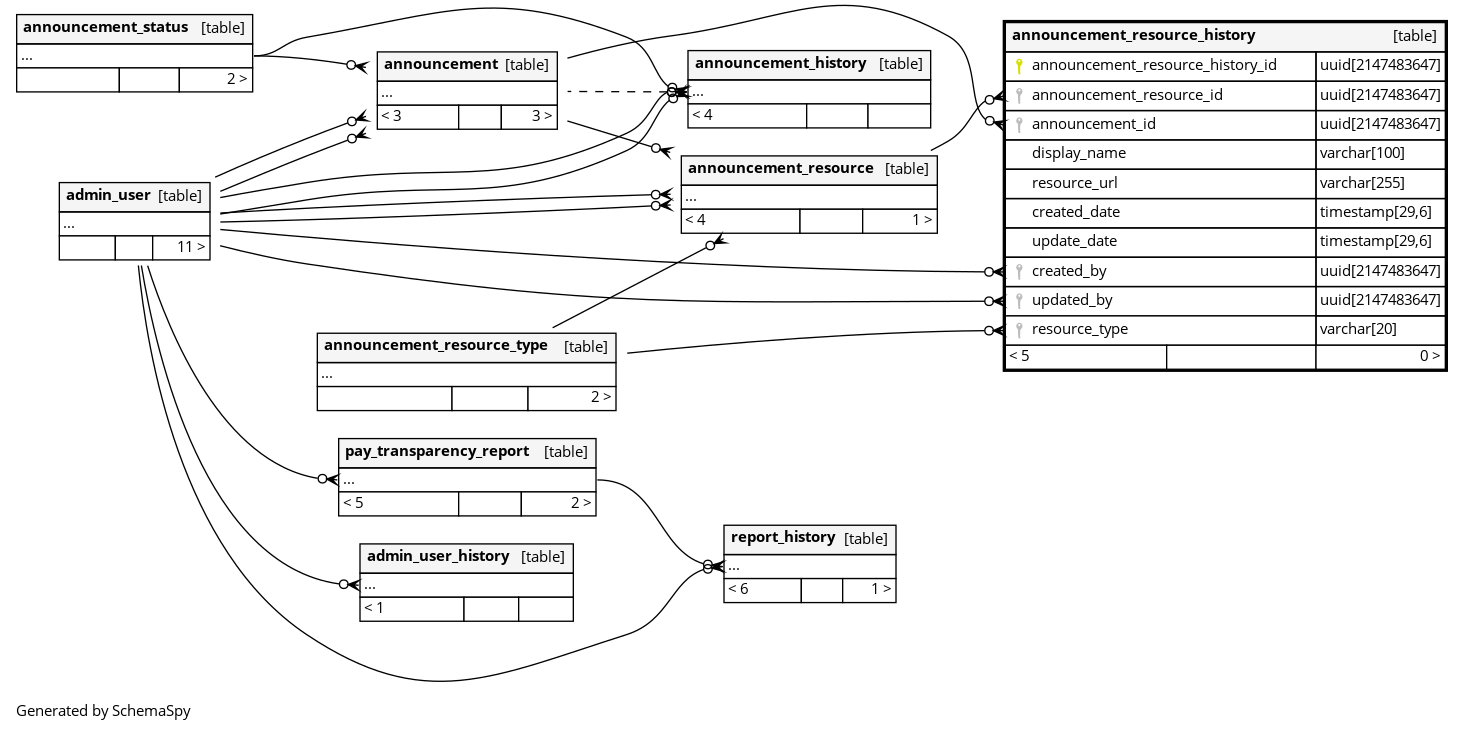 announcement_status [table]
...
2 >
announcement [table]
...
< 3 3 >
announcement_history [table]
...
< 4
announcement_resource_history [table]
announcement_resource_history_id uuid[2147483647]
announcement_resource_id uuid[2147483647]
announcement_id uuid[2147483647]
display_name varchar[100]
resource_url varchar[255]
created_date timestamp[29,6]
update_date timestamp[29,6]
created_by uuid[2147483647]
updated_by uuid[2147483647]
resource_type varchar[20]
< 5 0 >
announcement_resource [table]
...
< 4 1 >
admin_user [table]
...
11 >
announcement_resource_type [table]
...
2 >
pay_transparency_report [table]
...
< 5 2 >
admin_user_history [table]
...
< 1
report_history [table]
...
< 6 1 >
Generated by SchemaSpy